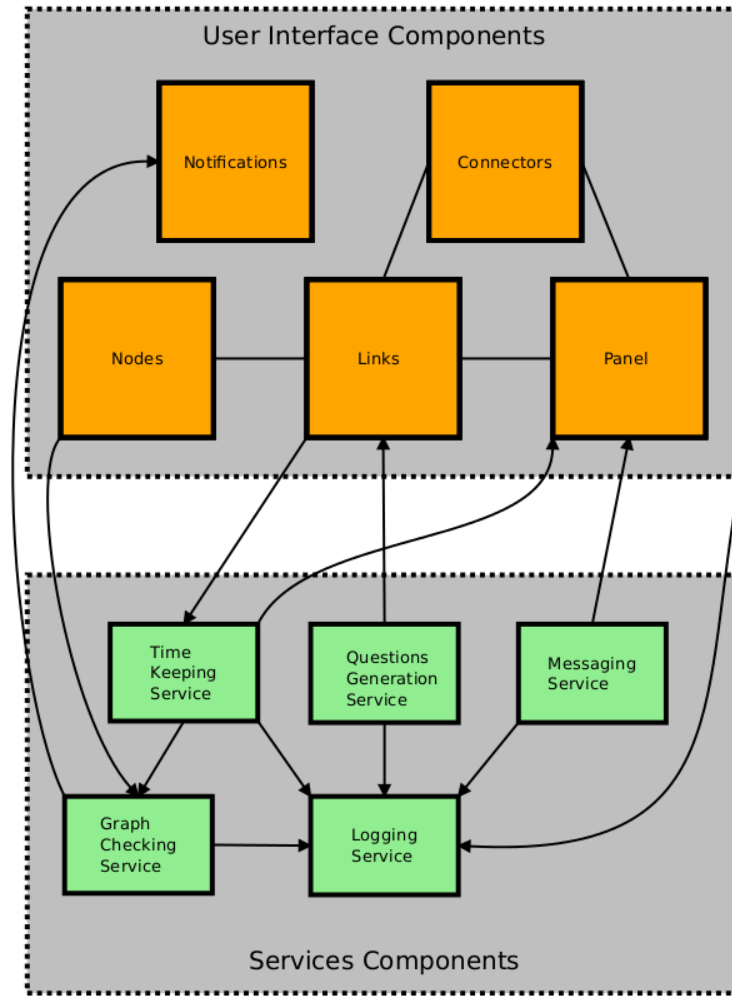 User Interface Components
Notifications
Connectors
Nodes
Links
Panel
Time
Keeping
Service
Questions
Generation
Service
Messaging
Service
Graph
Checking
Service
Logging
Service
Services Components